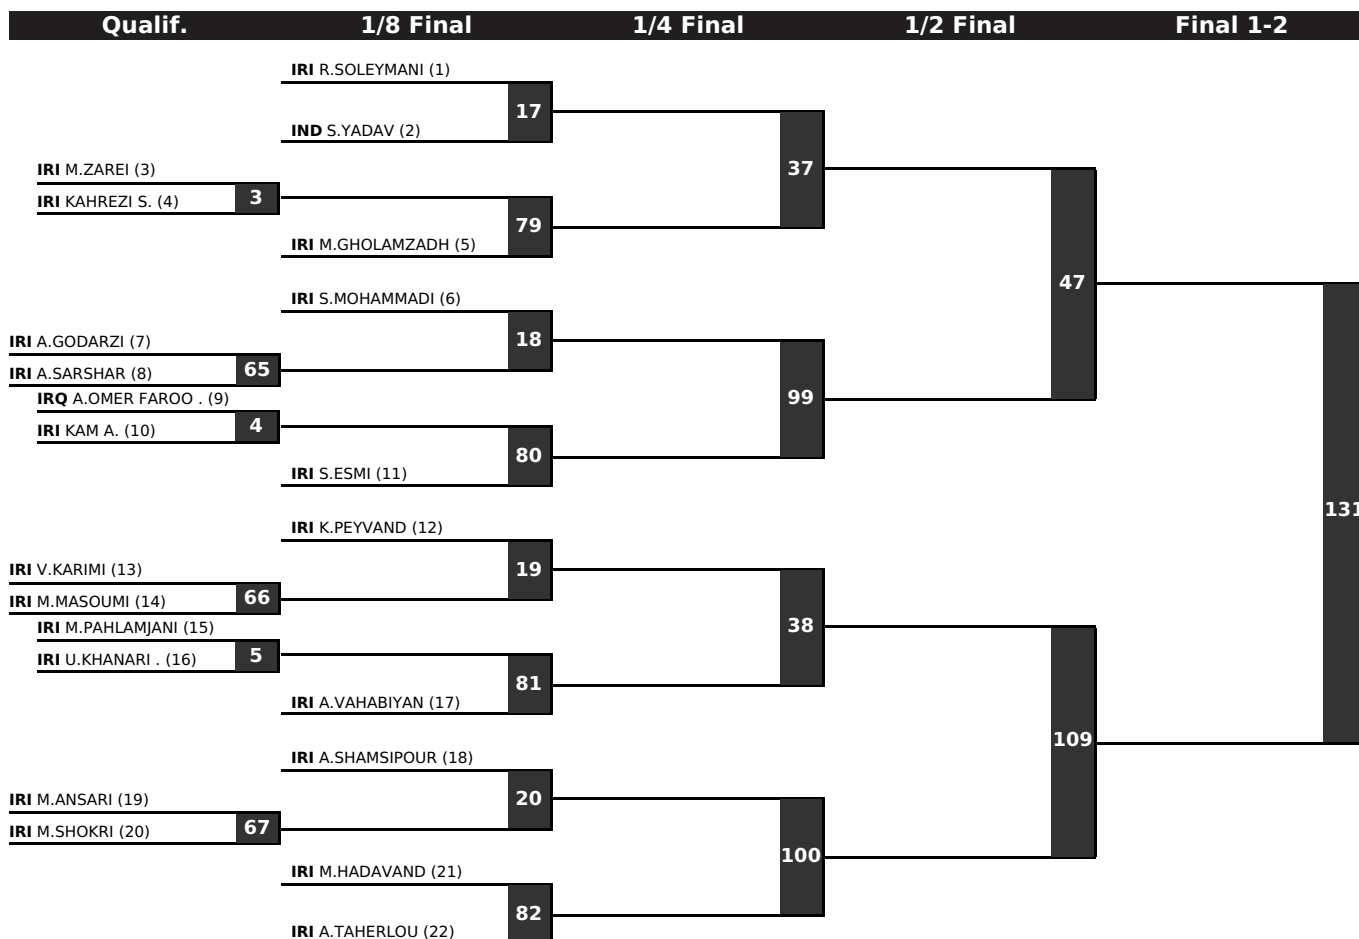 Qualif. 1/8 Final 1/4 Final 1/2 Final Final 1-2
IRI R.SOLEYMANI (1)
17
IND S.YADAV (2)
IRI M.ZAREI (3)
37
IRI KAHREZI S. (4) 3
79
IRI M.GHOLAMZADH (5)
47
IRI S.MOHAMMADI (6)
18
IRI A.GODARZI (7)
65
IRI A.SARSHAR (8)
IRQ A.OMER FAROO . (9)
99
IRI KAM A. (10) 4
80
IRI S.ESMI (11)
131
IRI K.PEYVAND (12)
19
IRI V.KARIMI (13)
66
IRI M.MASOUMI (14)
IRI M.PAHLAMJANI (15)
38
IRI U.KHANARI . (16) 5
81
IRI A.VAHABIYAN (17)
109
IRI A.SHAMSIPOUR (18)
20
IRI M.ANSARI (19)
67
IRI M.SHOKRI (20)
100
IRI M.HADAVAND (21)
82
IRI A.TAHERLOU (22)